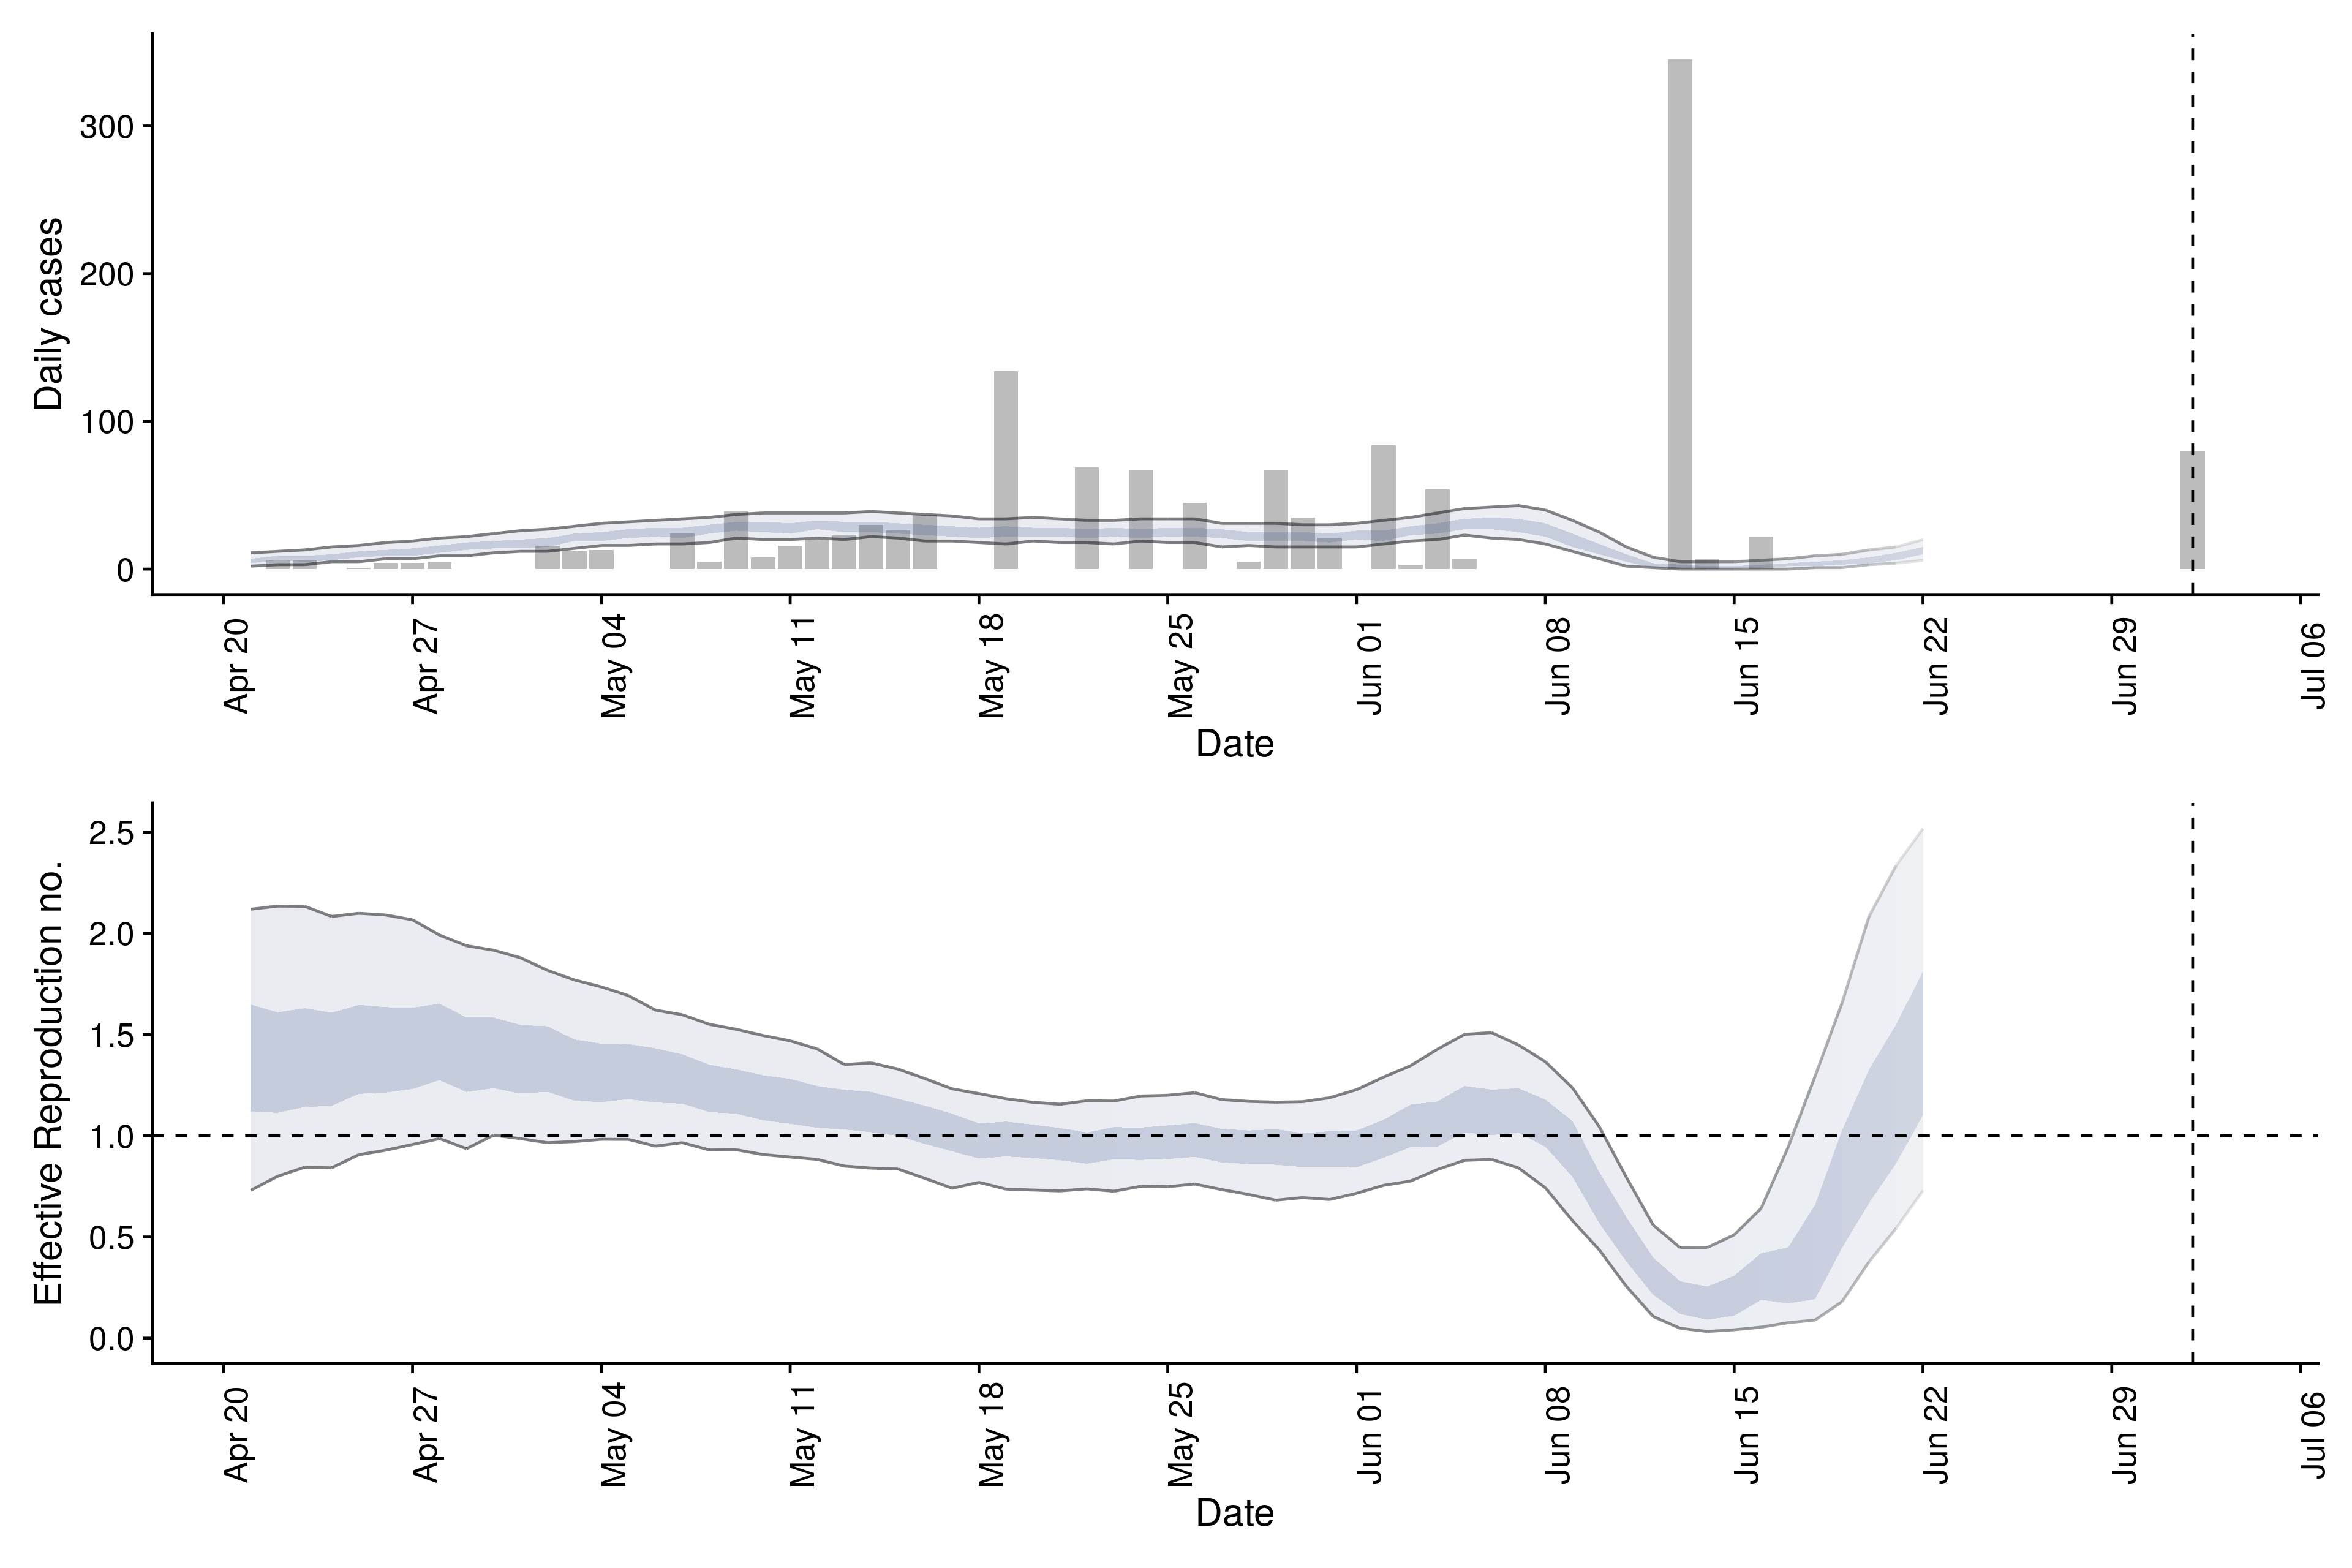 Daily cases
300
200
100
0
Apr 20
Apr 27
May 04
May 11
May 18
May 25
Jun 01
Jun 08
Jun 15
Jun 22
Jun 29
Jul 06
Date
Effective Reproduction no.
2.5
2.0
1.5
1.0
0.5
0.0
Apr 20
Apr 27
May 04
May 11
May 18
May 25
Jun 01
Jun 08
Jun 15
Jun 22
Jun 29
Jul 06
Date